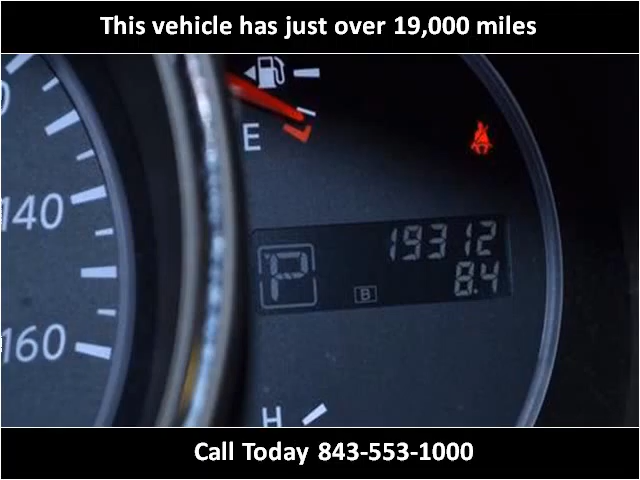 This vehicle has just over 19,000 miles
E
140
19312
P
B
8.4
160
H
Call Today 843-553-1000